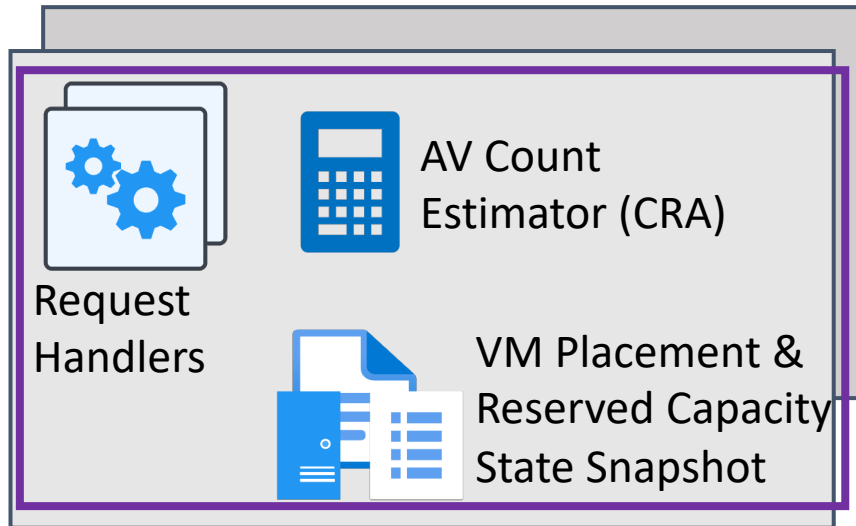 AV Count
Estimator (CRA)
Request
Handlers
VM Placement &
Reserved Capacity
State Snapshot